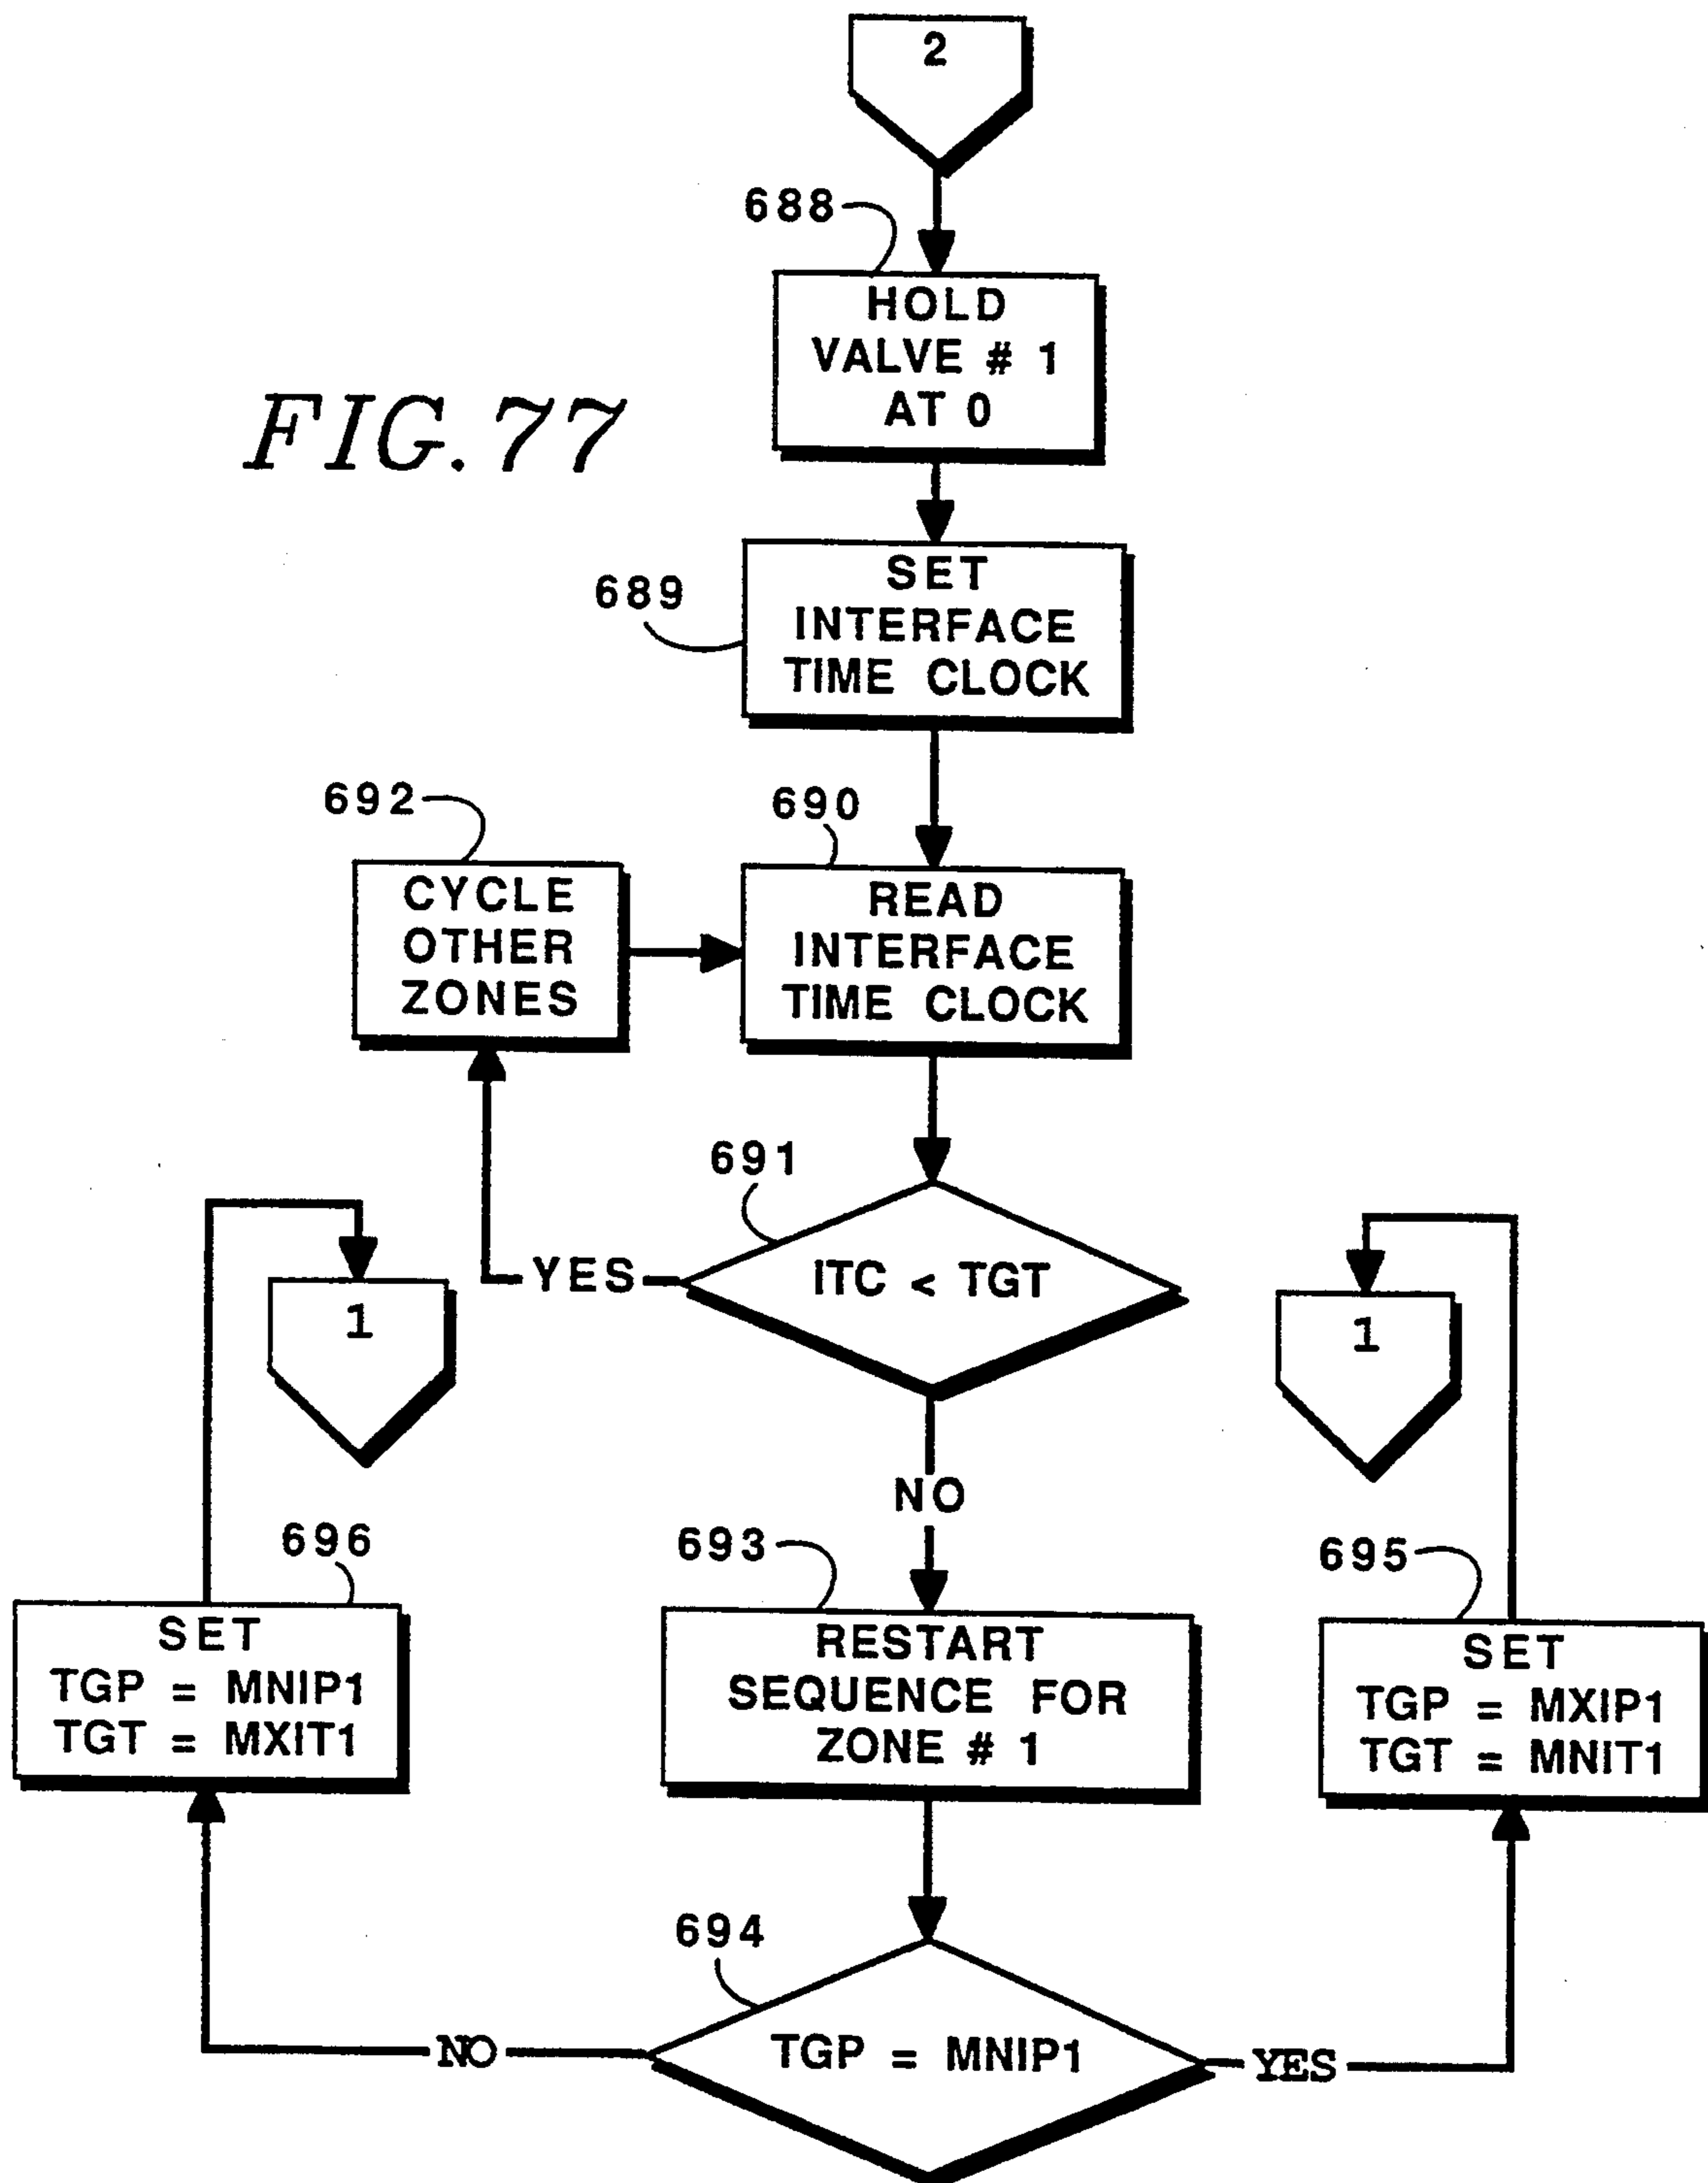 2
688
HOLD
VALVE # 1
AT 0
FIG. 77
689
SET
INTERFACE
TIME CLOCK
692
CYCLE
OTHER
ZONES
690
READ
INTERFACE
TIME CLOCK
691
YES
ITC < TGT
1
1
NO
696
SET
TGP = MNIP1
TGT = MXIT1
693
RESTART
SEQUENCE FOR
ZONE # 1
695
SET
TGP = MXIP1
TGT = MNIT1
694
NO
TGP = MNIP1
YES